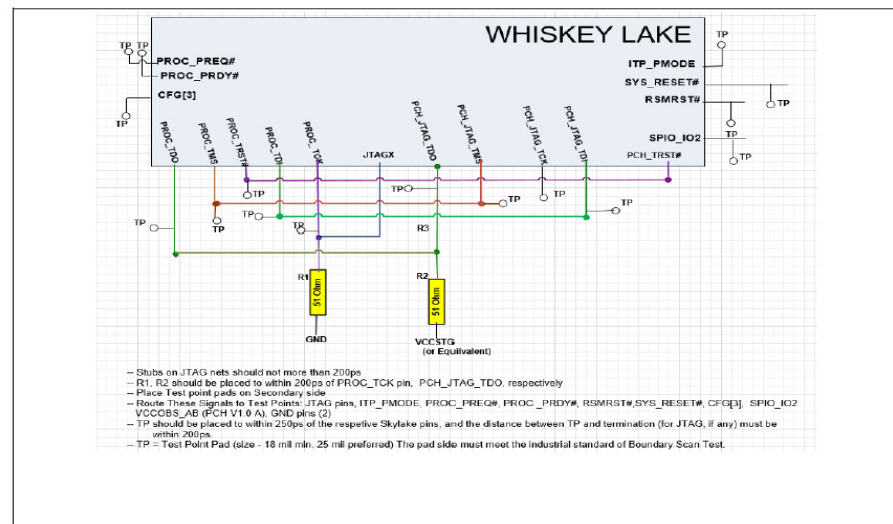 WHISKEY LAKE
TP
TP
TP
PROC_PREQ#
PROC_PRDY#
CFG[3]
TP
ITP_PMODE
SYS_RESET#
RSMRST#
TP
TP
SPIO_IO2
TP
PCH_TRST#
PROC_TDO
PROC_TMS
PROC_TRST#
PROC_TDI
PROC_TCK
JTAGX
PCH_JTAG_TDO
PCH_JTAG_TMS
PCH_JTAG_TCK
PCH_JTAG_TDI
TP
TP
TP
TP
TP
TP
TP
TP
TP
R3
R1
51 Ohm
GND
R2
51 Ohm
VCCSTG
(or Equilvalent)
-- Stubs on JTAG nets should not more than 200ps
-- R1, R2 should be placed to within 200ps of PROC_TCK pin, PCH_JTAG_TDO, respectively
-- Place Test point pads on Secondary side
-- Route These Signals to Test Points: JTAG pins, ITP_PMODE, PROC_PREQ#, PROC _PRDY#, RSMRST#,SYS_RESET#, CFG[3], SPIO_IO2
VCCOBS_AB (PCH V1.0 A), GND pins (2)
-- TP should be placed to within 250ps of the respetive Skylake pins, and the distance between TP and termination (for JTAG, if any) must be
within 200ps.
-- TP = Test Point Pad (size - 18 mil min, 25 mil preferred) The pad side must meet the industrial standard of Boundary Scan Test.